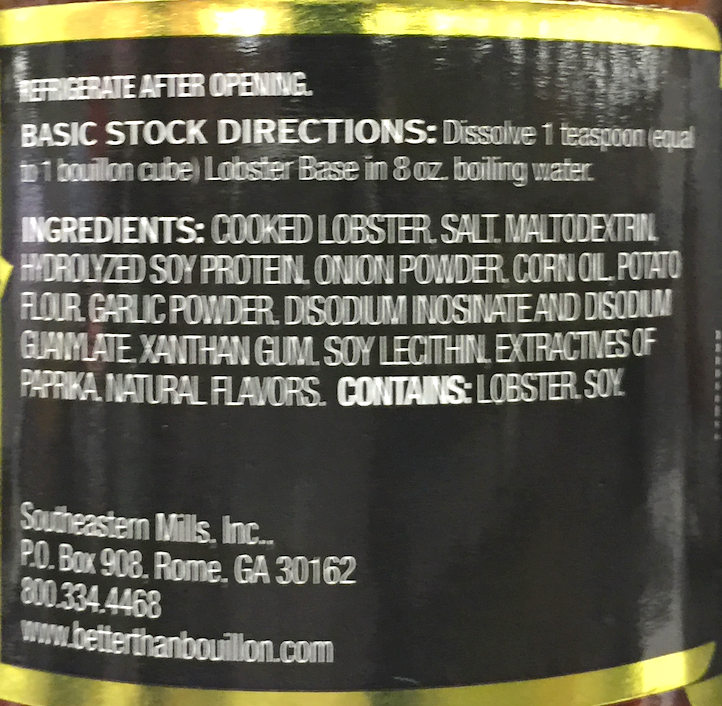 REFRIGERATE AFTER OPENING.
BASIC STOCK DIRECTIONS: Dissolve 1 teaspoon (equal
to 1 bouillon cube) Lobster Base in 8 oz. boiling water.
INGREDIENTS: COOKED LOBSTER, SALT, MALTODEXTRIN,
HYDROLYZED SOY PROTEIN, ONION POWDER, CORN OIL, POTATO
FLOUR, GARLIC POWDER, DISODIUM INOSINATE AND DISODIUM
GUANYLATE, XANTHAN GUM, SOY LECITHIN, EXTRACTIVES OF
PAPRIKA, NATURAL FLAVORS. CONTAINS: LOBSTER, SOY.
Southeastern Mills, Inc..
P.O. Box 908, Rome, GA 30162
800.334.4468
www.betterthanbouillon.com